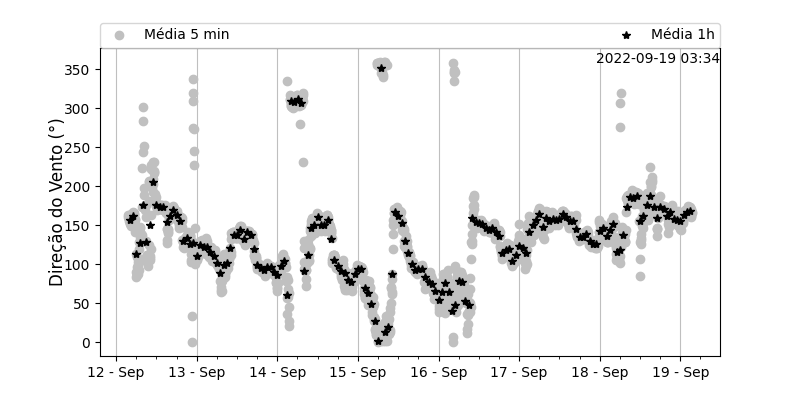 Média 5 min
Média 1h
2022-09-19 03:34
Direção do Vento (°)
350
300
250
200
150
100
50
0
12 - Sep
13 - Sep
14 - Sep
15 - Sep
16 - Sep
17 - Sep
18 - Sep
19 - Sep